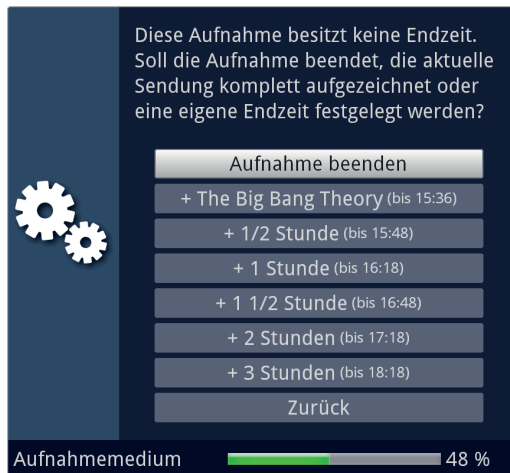 Diese Aufnahme besitzt keine Endzeit.
Soll die Aufnahme beendet, die aktuelle
Sendung komplett aufgezeichnet oder
eine eigene Endzeit festgelegt werden?
Aufnahme beenden
+ The Big Bang Theory (bis 15:36)
+ 1/2 Stunde (bis 15:48)
+ 1 Stunde (bis 16:18)
+ 1 1/2 Stunde (bis 16:48)
+ 2 Stunden (bis 17:18)
+ 3 Stunden (bis 18:18)
Zurück
Aufnahmemedium 48 %